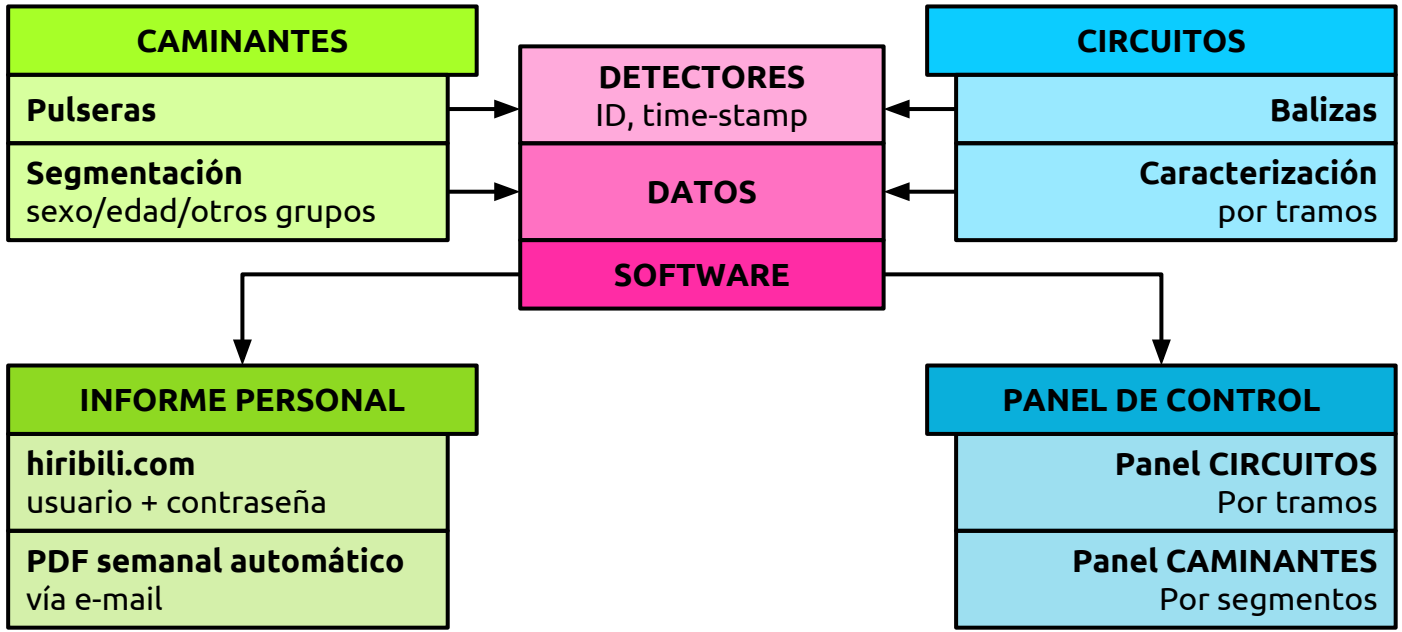 CAMINANTES
Pulseras
Segmentación
sexo/edad/otros grupos
DETECTORES
ID, time-stamp
DATOS
SOFTWARE
CIRCUITOS
Balizas
Caracterización
por tramos
INFORME PERSONAL
hiribili.com
usuario + contraseña
PDF semanal automático
vía e-mail
PANEL DE CONTROL
Panel CIRCUITOS
Por tramos
Panel CAMINANTES
Por segmentos